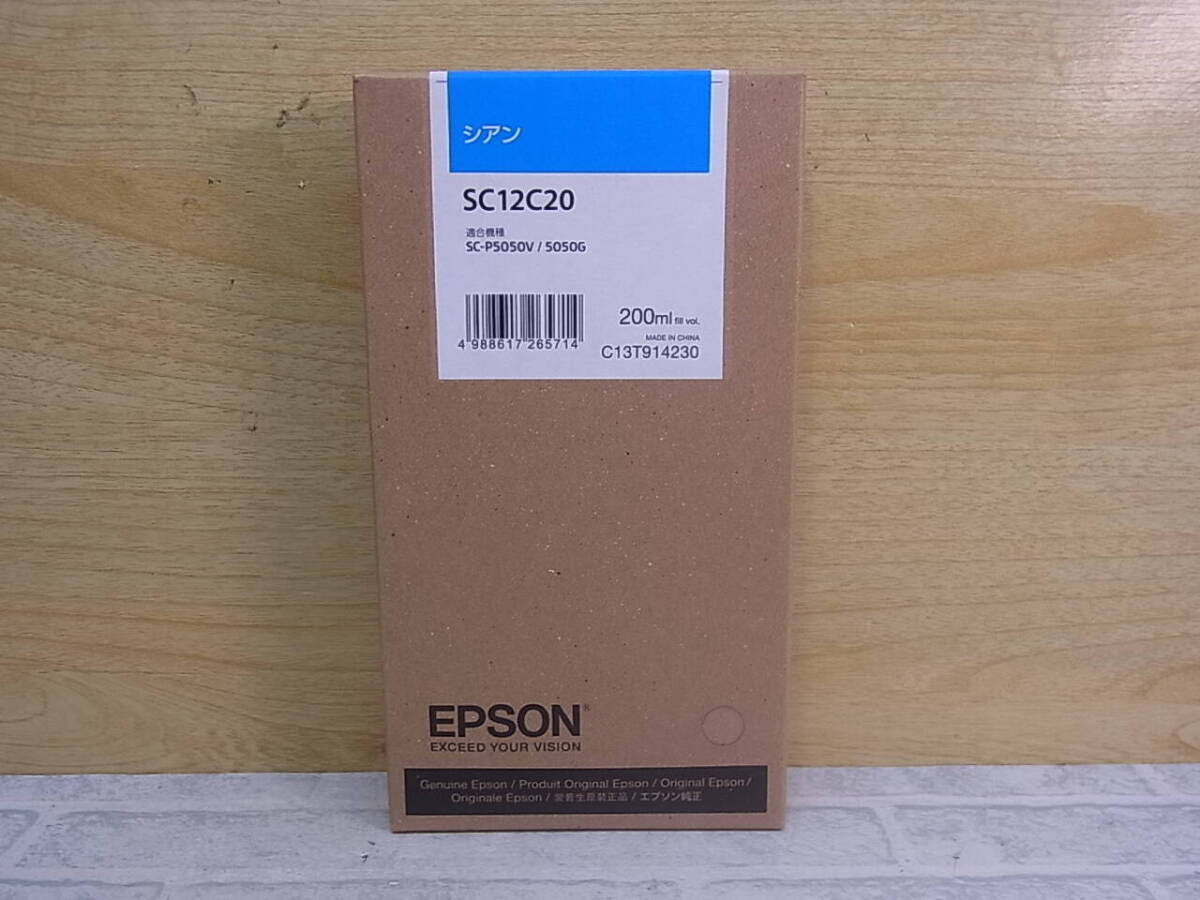 シアン
SC12C20
適合機種
SC-P5050V / 5050G
200ml fill vol.
MADE IN CHINA
4 988617 265714
C13T914230
EPSON®
EXCEED YOUR VISION
Genuine Epson / Produit Original Epson / Original Epson /
Originale Epson / 愛普生原裝正品 / エプソン純正